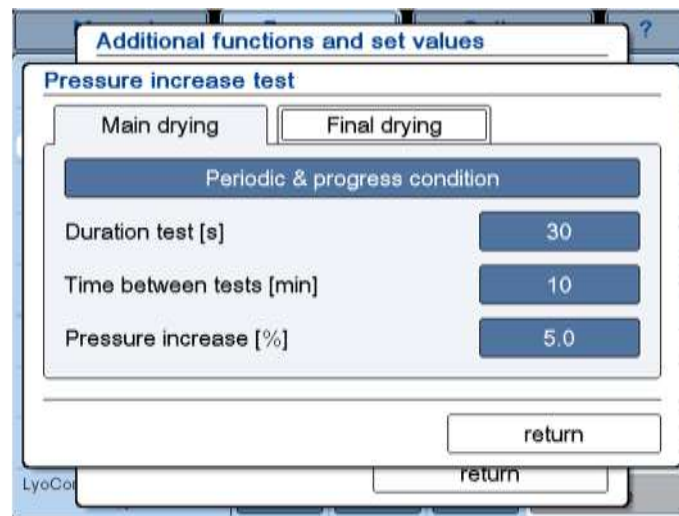 ?
Additional functions and set values
Pressure increase test
Main drying
Final drying
Periodic & progress condition
Duration test [s]
30
Time between tests [min]
10
Pressure increase [%]
5.0
return
return